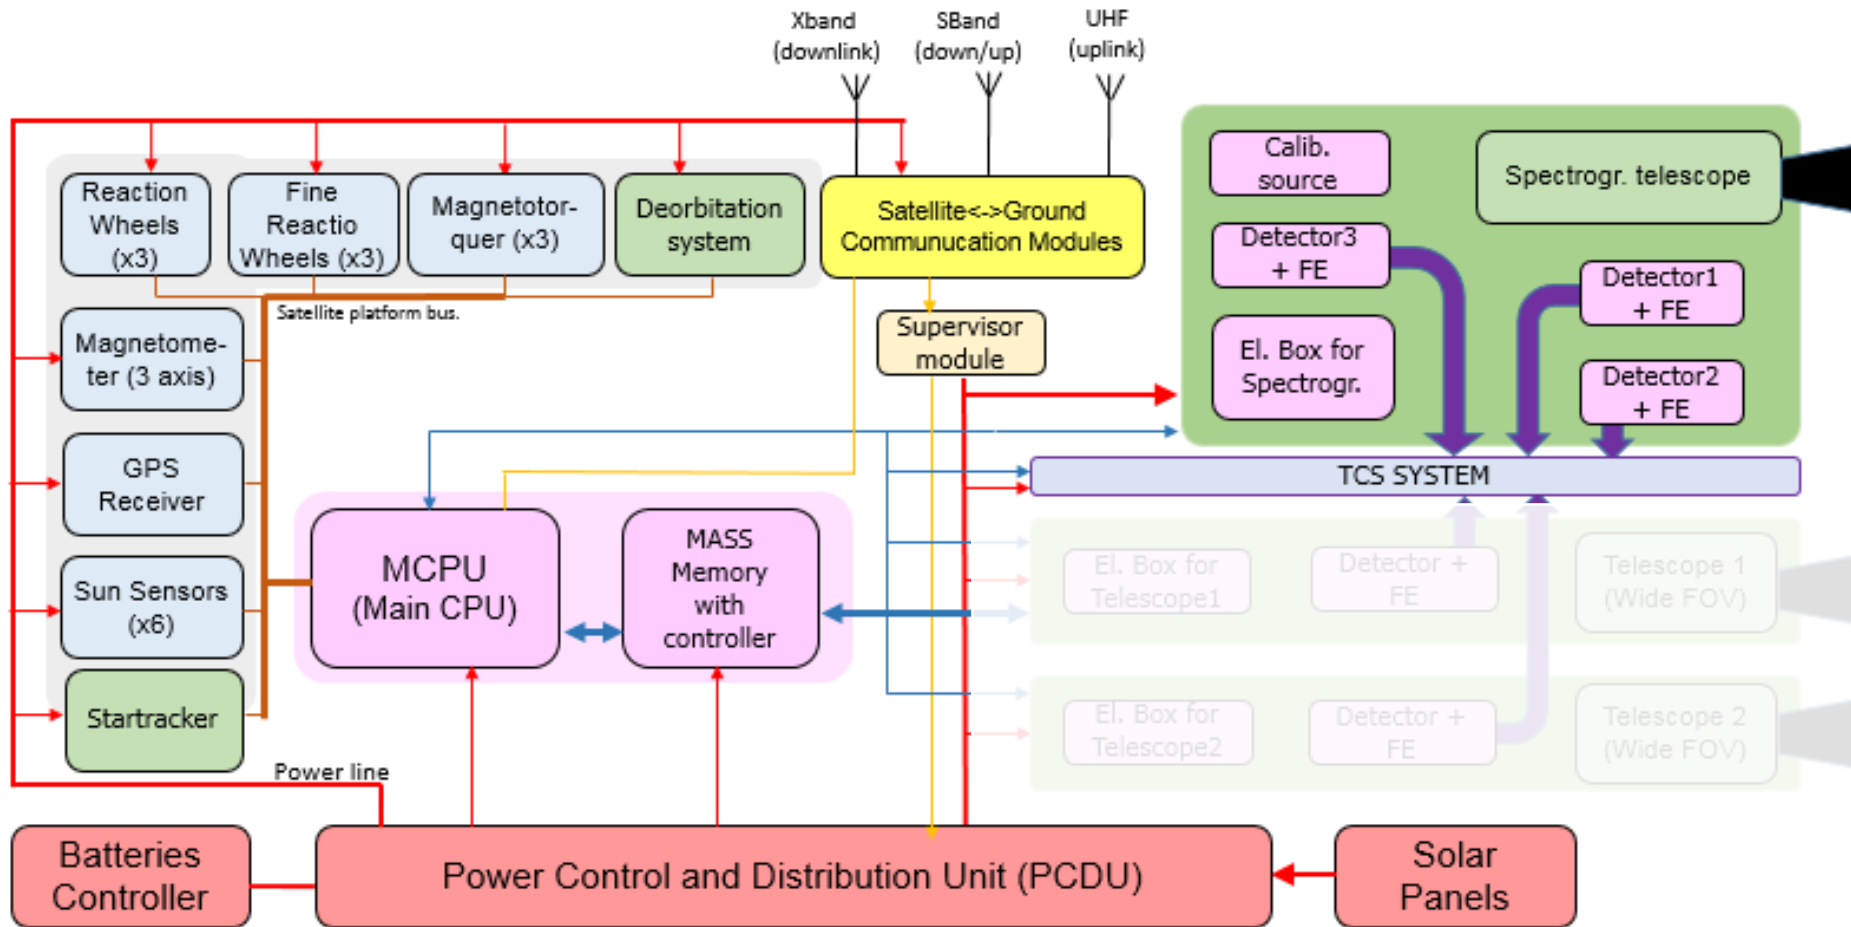 Xband
(downlink)
SBand
(down/up)
UHF
(uplink)
Reaction
Wheels
(x3)
Fine
Reactio
Wheels (x3)
Magnetotor-
quer (x3)
Deorbitation
system
Satellite<->Ground
Communucation Modules
Calib.
source
Spectrogr. telescope
Detector3
+ FE
Detector1
+ FE
Satellite platform bus.
Magnetome-
ter (3 axis)
Supervisor
module
El. Box for
Spectrogr.
Detector2
+ FE
GPS
Receiver
TCS SYSTEM
MCPU
(Main CPU)
MASS
Memory
with
controller
El. Box for
Telescope1
Detector +
FE
Telescope 1
(Wide FOV)
Sun Sensors
(x6)
Startracker
El. Box for
Telescope2
Detector +
FE
Telescope 2
(Wide FOV)
Power line
Batteries
Controller
Power Control and Distribution Unit (PCDU)
Solar
Panels